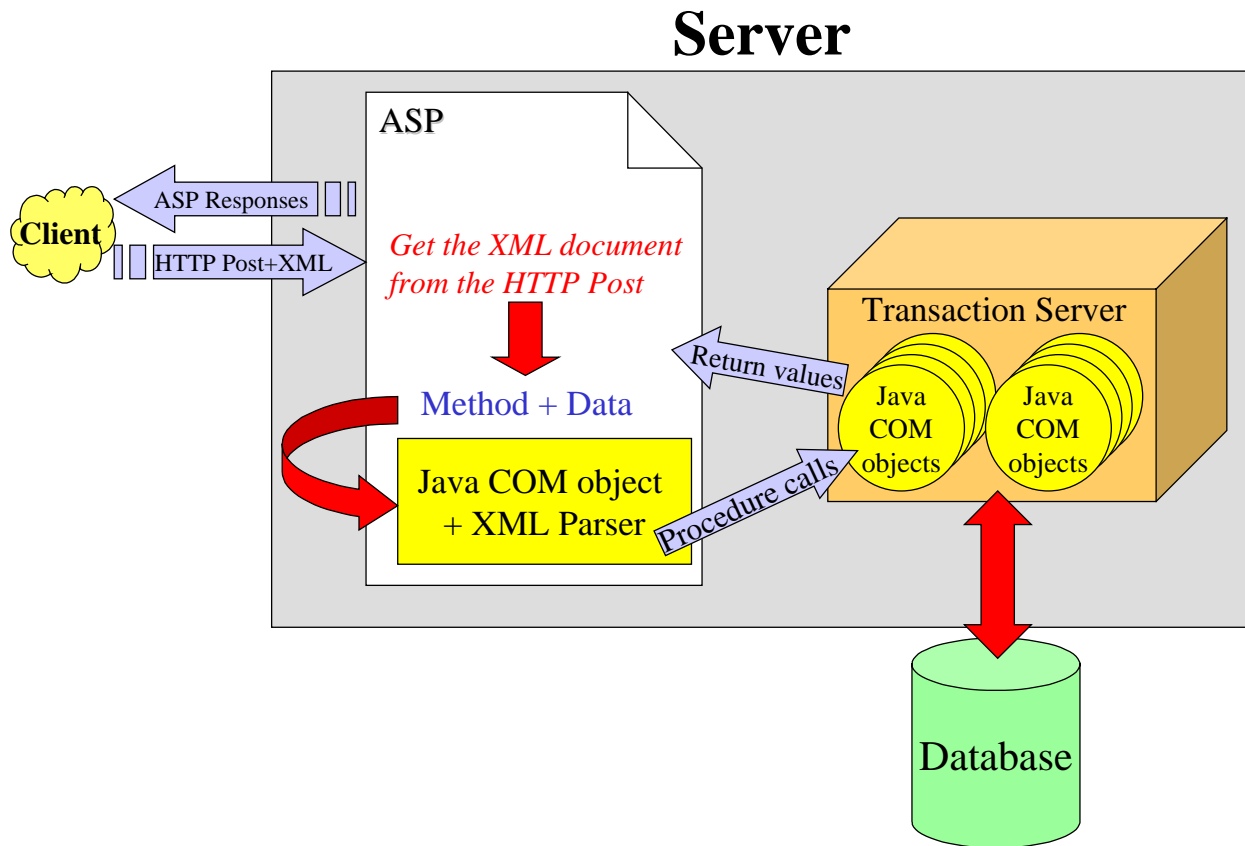 Server
ASP
ASP Responses
Client
HTTP Post+XML
Get the XML document
from the HTTP Post
Method + Data
Java COM object
+ XML Parser
Return values
Procedure calls
Transaction Server
Java
COM
objects
Java
COM
objects
Database